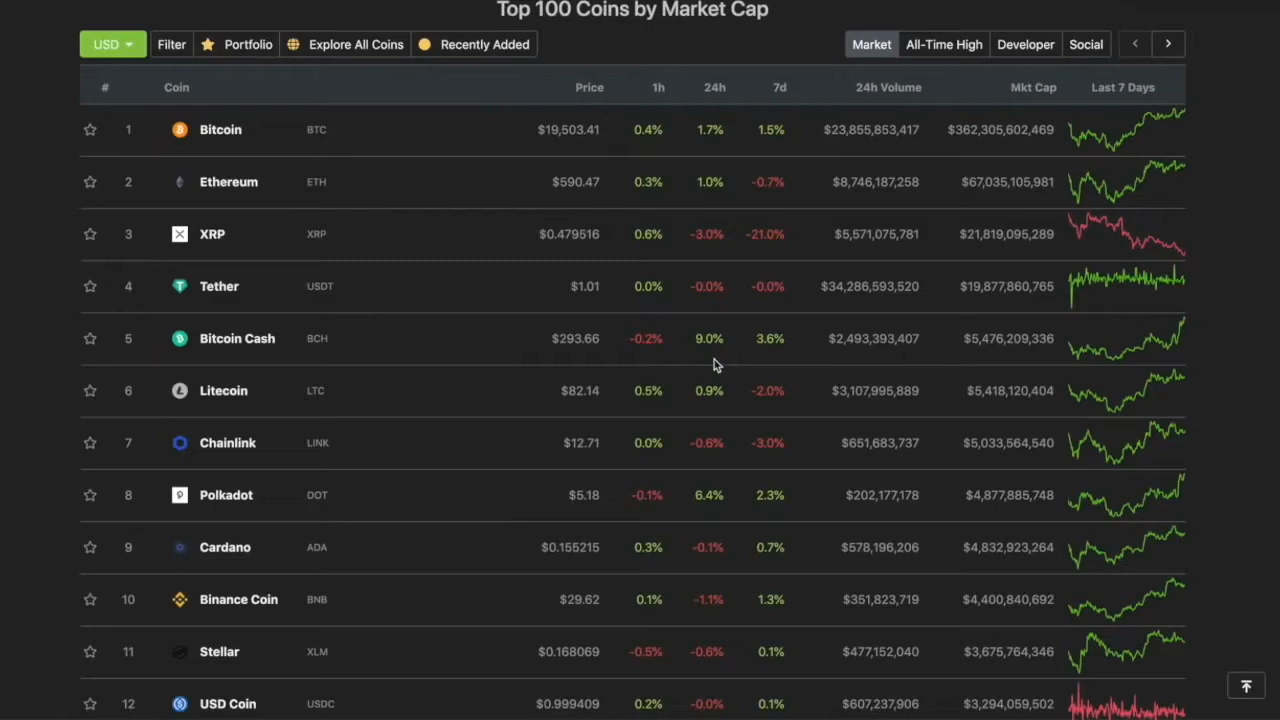 Top 100 Coins by Market Cap
USD Filter Portfolio Explore All Coins Recently Added Market All-Time High Developer Social
# Coin Price 1h 24h 7d 24h Volume Mkt Cap Last 7 Days
1 Bitcoin BTC $19,503.41 0.4% 1.7% 1.5% $23,855,853,417 $362,305,602,469
2 Ethereum ETH $590.47 0.3% 1.0% -0.7% $8,746,187,258 $67,035,105,981
3 XRP XRP $0.479516 0.6% -3.0% -21.0% $5,571,075,781 $21,819,095,289
4 Tether USDT $1.01 0.0% -0.0% -0.0% $34,286,593,520 $19,877,860,765
5 Bitcoin Cash BCH $293.66 -0.2% 9.0% 3.6% $2,493,393,407 $5,476,209,336
6 Litecoin LTC $82.14 0.5% 0.9% -2.0% $3,107,995,889 $5,418,120,404
7 Chainlink LINK $12.71 0.0% -0.6% -3.0% $651,683,737 $5,033,564,540
8 Polkadot DOT $5.18 -0.1% 6.4% 2.3% $202,177,178 $4,877,885,748
9 Cardano ADA $0.155215 0.3% -0.1% 0.7% $578,196,206 $4,832,923,264
10 Binance Coin BNB $29.62 0.1% -1.1% 1.3% $351,823,719 $4,400,840,692
11 Stellar XLM $0.168069 -0.5% -0.6% 0.1% $477,152,040 $3,675,764,346
12 USD Coin USDC $0.999409 0.2% -0.0% 0.1% $607,237,906 $3,294,059,502